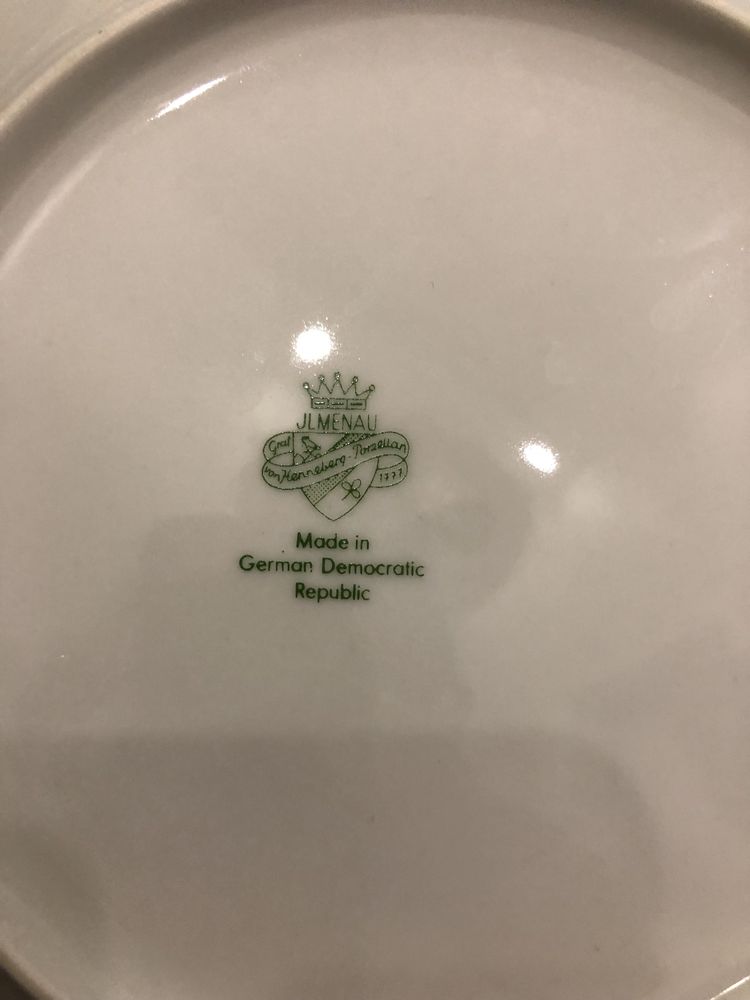 JLMENAU
Graf
von Henneberg - Porzellan
1777
Made in
German Democratic
Republic